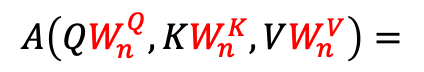 A(QW_n^Q, KW_n^K, VW_n^V) =